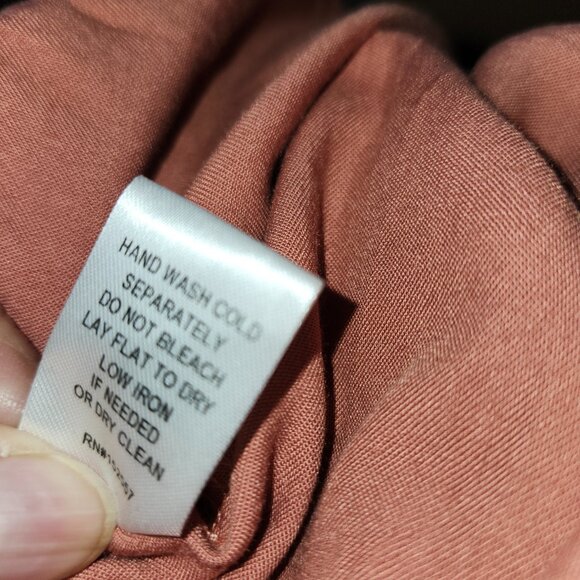 HAND WASH COLD
SEPARATELY
DO NOT BLEACH
LAY FLAT TO DRY
LOW IRON
IF NEEDED
OR DRY CLEAN